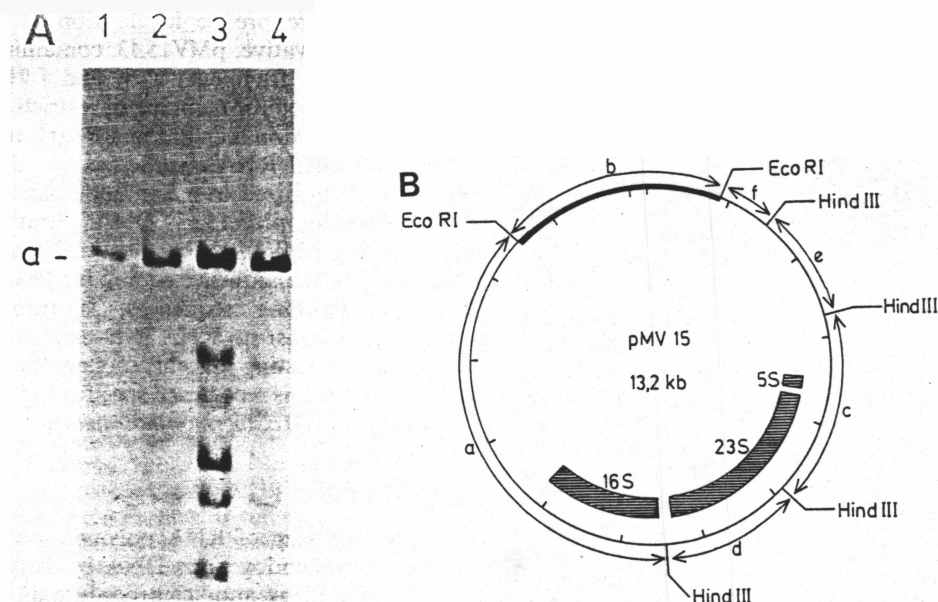 A 1 2 3 4
a -
B
b
Eco RI
f
Hind III
Eco RI
e
Hind III
pMV 15
13,2 kb
5S
c
a
23S
16S
Hind III
d
Hind III